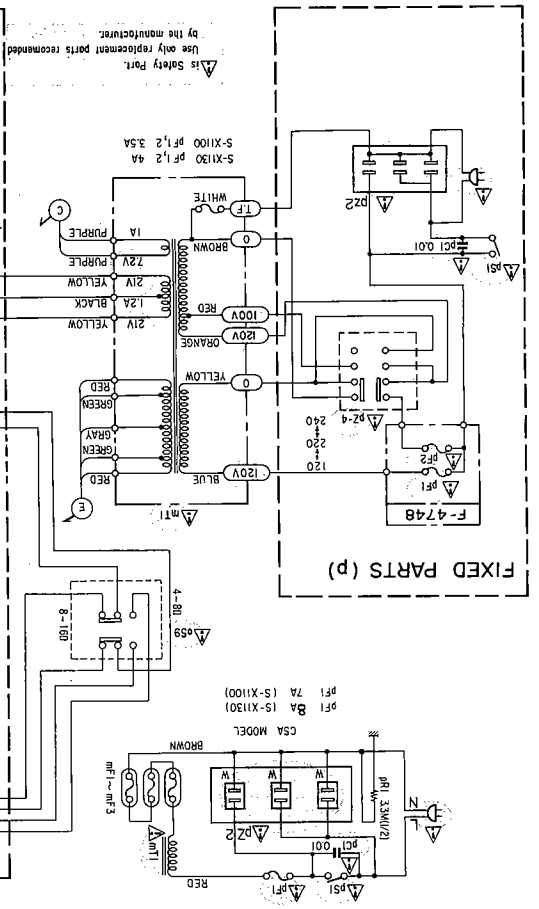 FIXED PARTS (p)
F-4748
pF1
pF2
120
220
240
pZ-4
pS1
pC1 0.01
pZ2
mT1
BLUE
120V
YELLOW
0
ORANGE
120V
RED
100V
BROWN
0
WHITE
T.F
RED
GREEN
GRAY
GREEN
RED
E
YELLOW
21V
BLACK
1.2A
YELLOW
21V
PURPLE
7.2V
PURPLE
1A
C
S-X1130 pF1,2 4A
S-X1100 pF1,2 3.5A
is Safety Part.
Use only replacement parts recomended
by the manufacturer.
oS9
4~8Ω
8~16Ω
CSA MODEL
pF1 8A (S-X1130)
pF1 7A (S-X1100)
BROWN
mF1~mF3
mT1
RED
pF1
pS1
pC1
0.01
pZ2
W
W
W
pR1 3.3M(1/2)
N
L